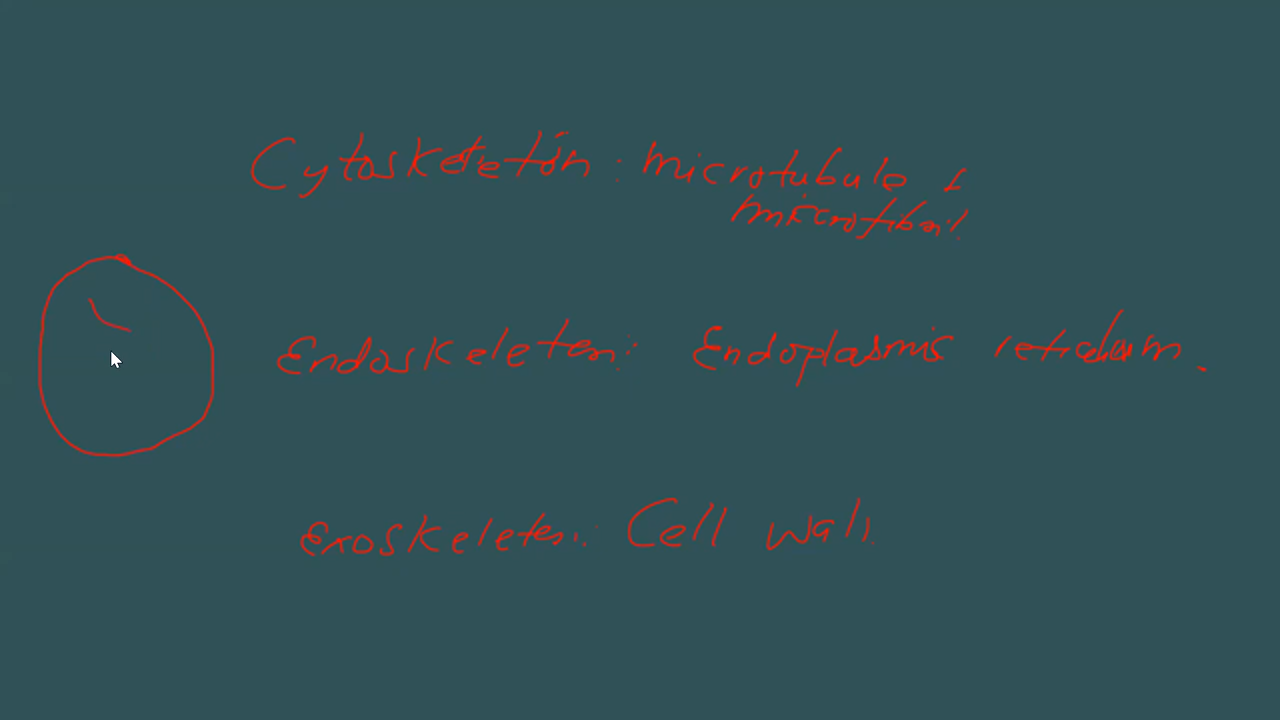 Cytoskeleton : microtubule &
microfibril
Endoskeleton: Endoplasmic reticulum.
Exoskeleton: Cell wall.